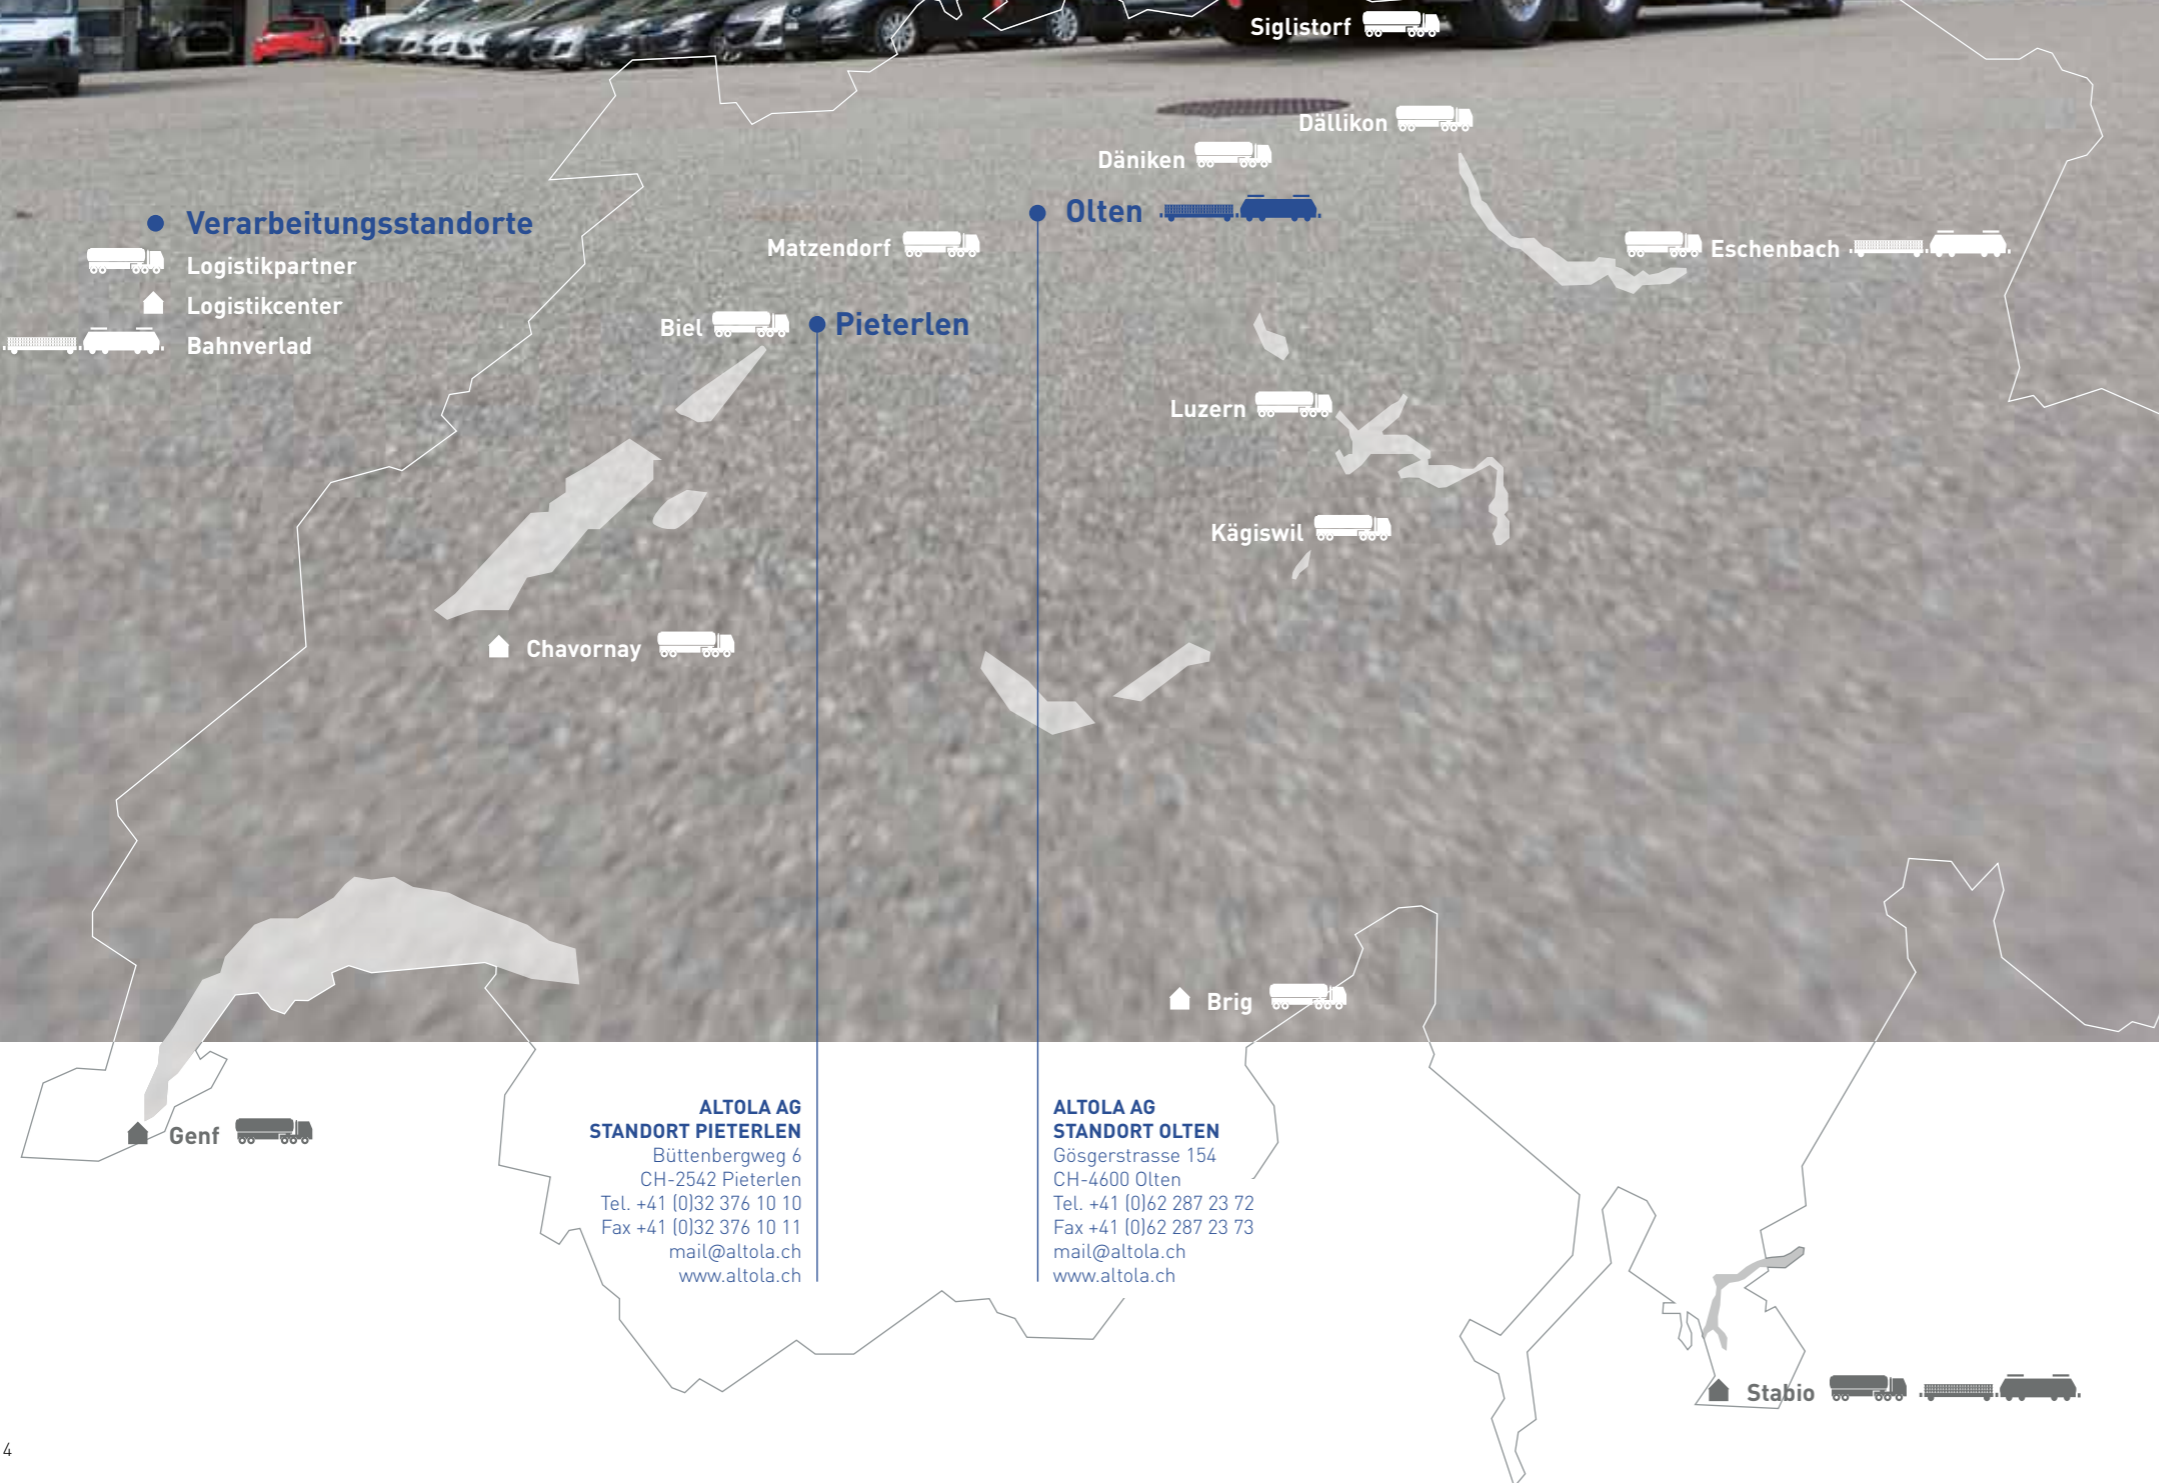 Siglistorf
Dällikon
Däniken
Olten
Verarbeitungsstandorte
Logistikpartner
Logistikcenter
Bahnverlad
Matzendorf
Eschenbach
Biel
Pieterlen
Luzern
Kägiswil
Chavornay
Brig
Genf
ALTOLA AG
STANDORT PIETERLEN
Büttenbergweg 6
CH-2542 Pieterlen
Tel. +41 (0)32 376 10 10
Fax +41 (0)32 376 10 11
mail@altola.ch
www.altola.ch
ALTOLA AG
STANDORT OLTEN
Gösgerstrasse 154
CH-4600 Olten
Tel. +41 (0)62 287 23 72
Fax +41 (0)62 287 23 73
mail@altola.ch
www.altola.ch
Stabio
4